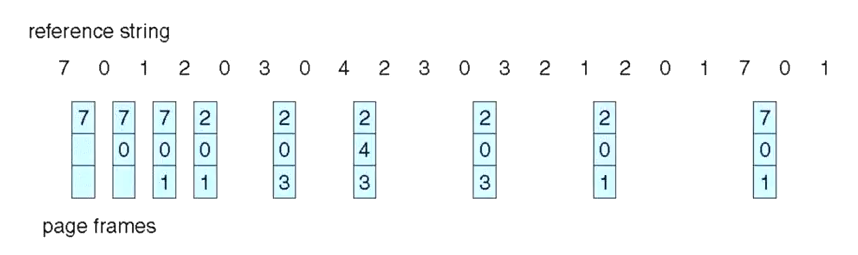 reference string
7 0 1 2 0 3 0 4 2 3 0 3 2 1 2 0 1 7 0 1
7 7 7 2 2 2 2 2 7
0 0 0 0 4 0 0 0
1 1 3 3 3 1 1
page frames